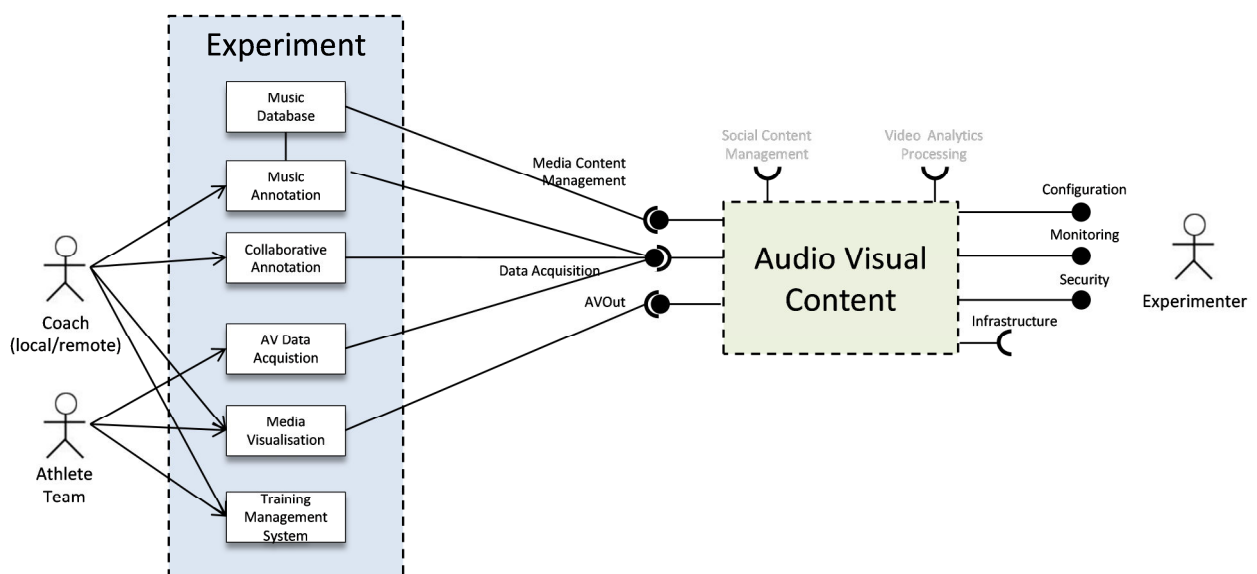 Experiment
Music
Database
Music
Annotation
Collaborative
Annotation
AV Data
Acquistion
Media
Visualisation
Training
Management
System
Coach
(local/remote)
Athlete
Team
Media Content
Management
Data Acquisition
AVOut
Social Content
Management
Video Analytics
Processing
Audio Visual
Content
Configuration
Monitoring
Security
Infrastructure
Experimenter